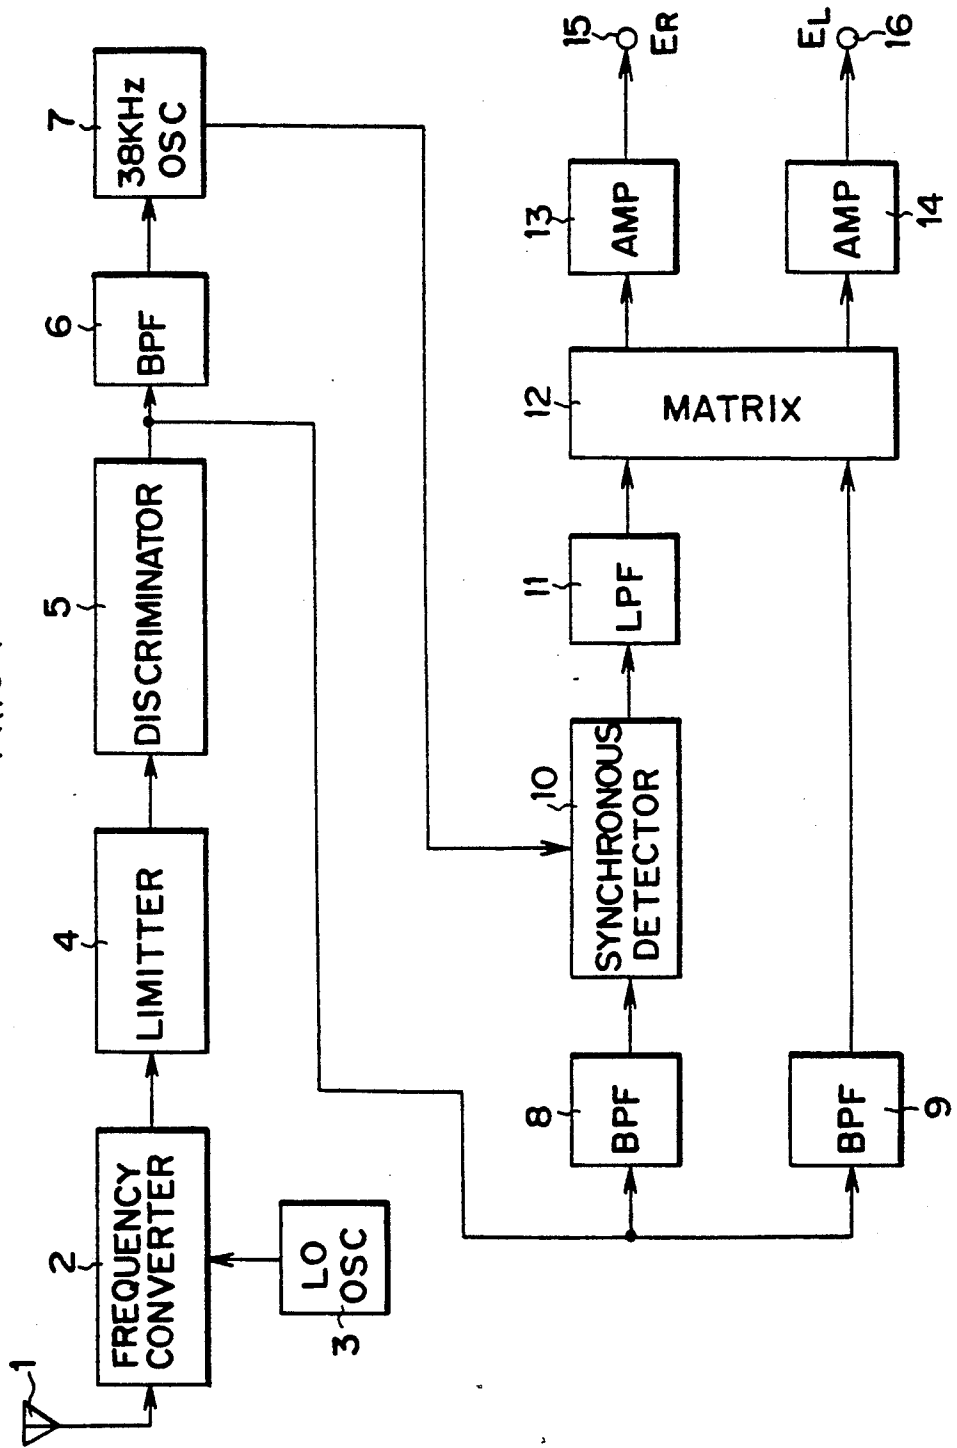 1
2
FREQUENCY
CONVERTER
3
LO
OSC
4
LIMITTER
5
DISCRIMINATOR
6
BPF
7
38KHz
OSC
8
BPF
9
BPF
10
SYNCHRONOUS
DETECTOR
11
LPF
12
MATRIX
13
AMP
14
AMP
15
ER
EL
16